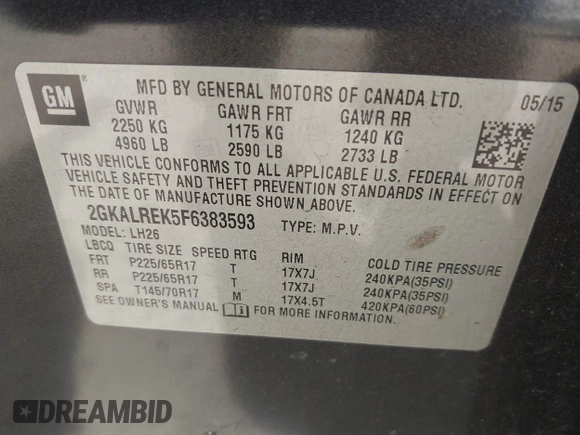 GM
MFD BY GENERAL MOTORS OF CANADA LTD. 05/15
GVWR GAWR FRT GAWR RR
2250 KG 1175 KG 1240 KG
4960 LB 2590 LB 2733 LB
THIS VEHICLE CONFORMS TO ALL APPLICABLE U.S. FEDERAL MOTOR
VEHICLE SAFETY AND THEFT PREVENTION STANDARDS IN EFFECT ON
THE DATE OF MANUFACTURE SHOWN ABOVE.
2GKALREK5F6383593 TYPE: M.P.V.
MODEL: LH26
LBCQ TIRE SIZE SPEED RTG RIM COLD TIRE PRESSURE
FRT P225/65R17 T 17X7J 240KPA(35PSI)
RR P225/65R17 T 17X7J 240KPA(35PSI)
SPA T145/70R17 M 17X4.5T 420KPA(60PSI)
SEE OWNER'S MANUAL FOR MORE INFORMATION.
DREAMBID